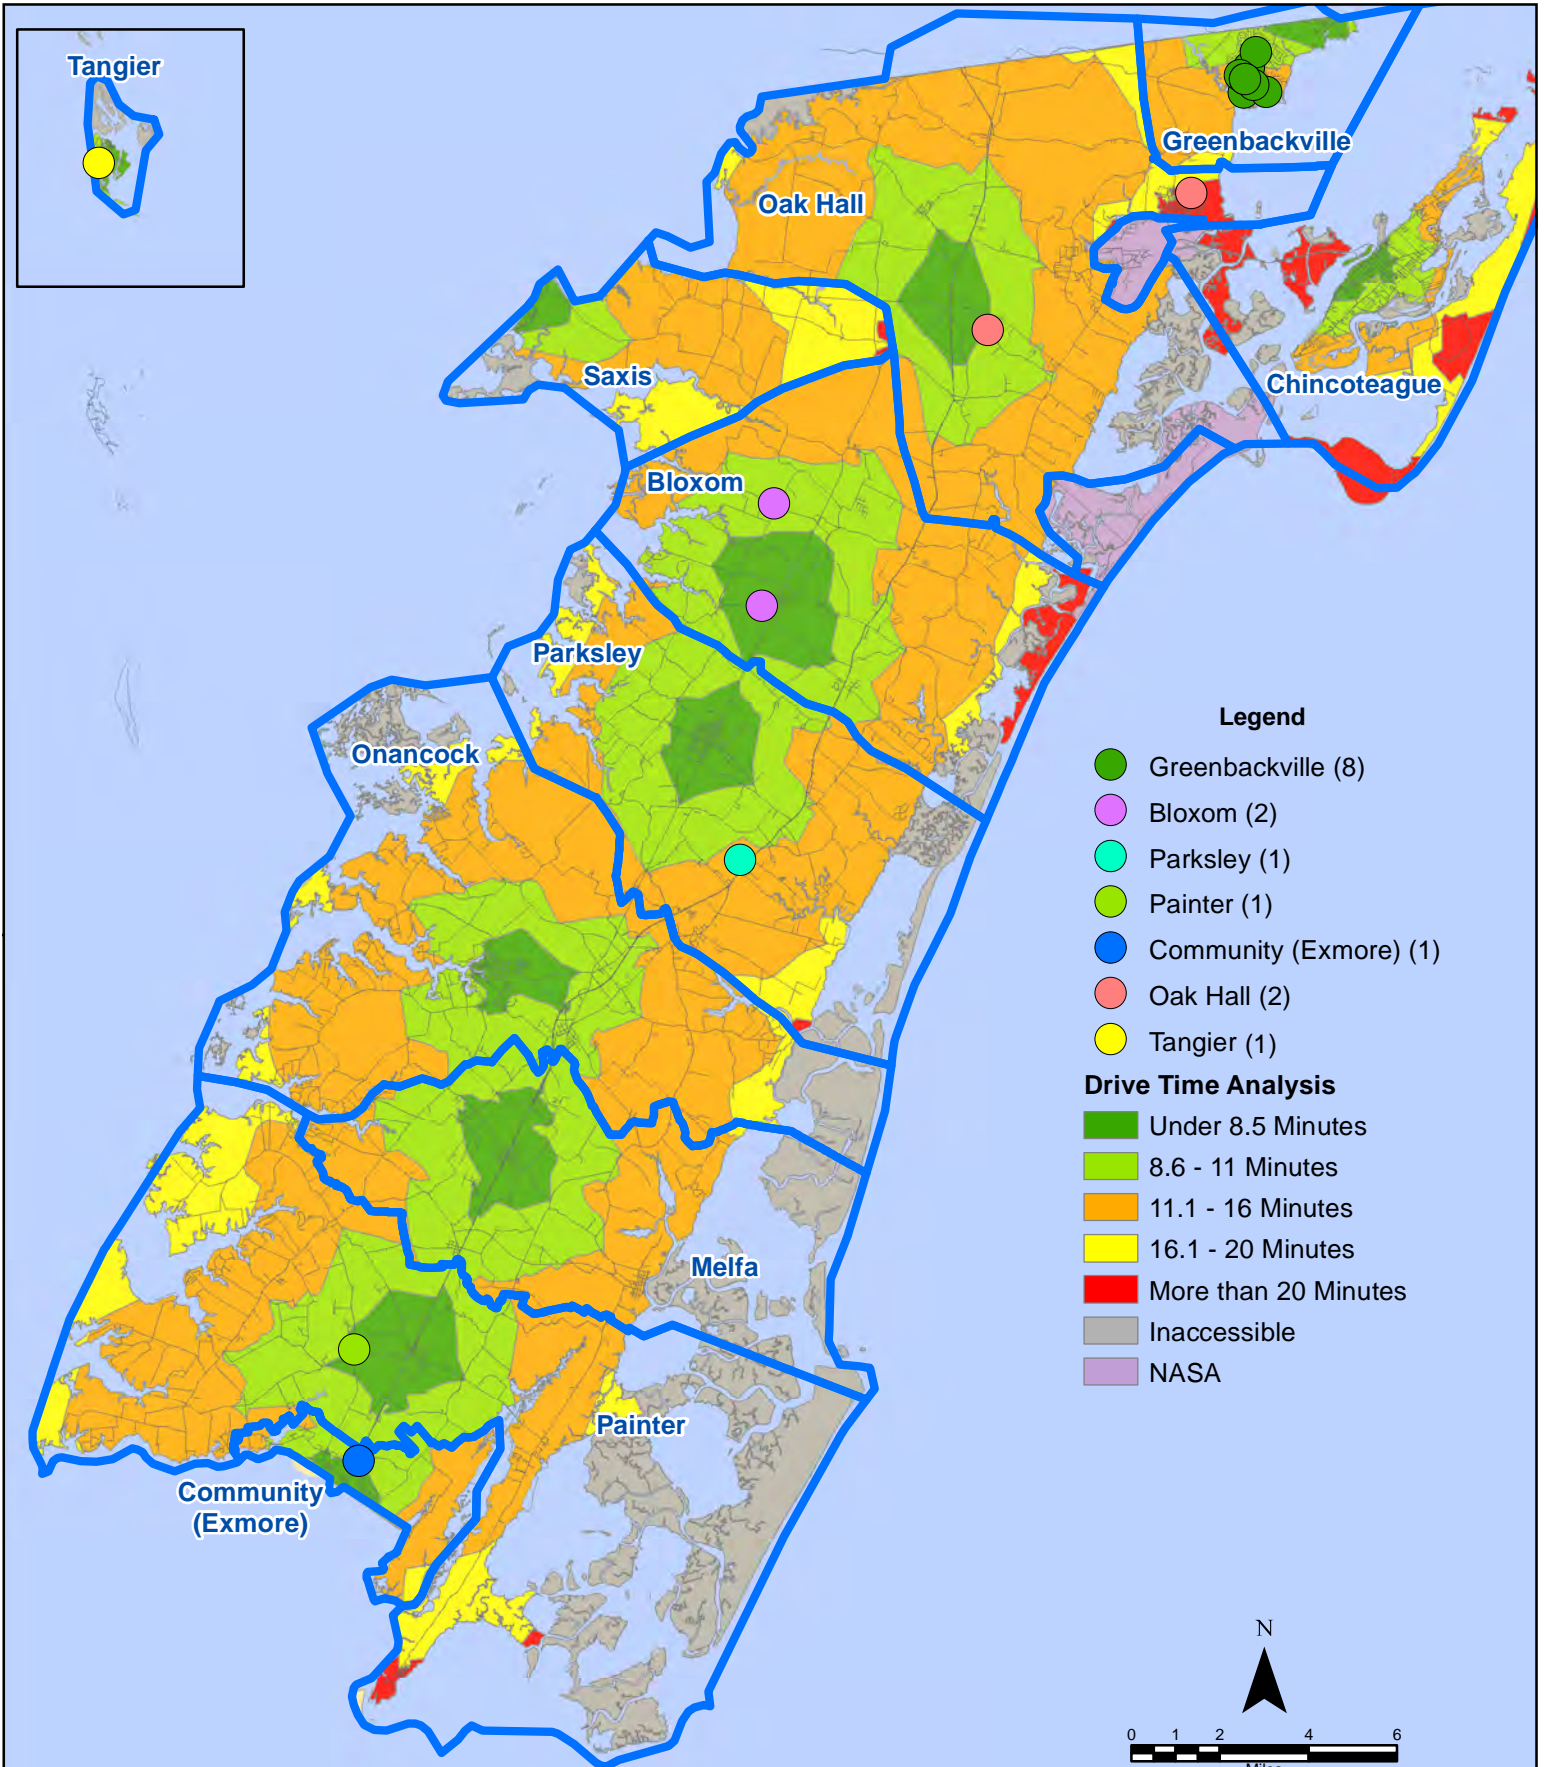 Tangier
Greenbackville
Oak Hall
Saxis
Chincoteague
Bloxom
Parksley
Onancock
Melfa
Painter
Community
(Exmore)
Legend
Greenbackville (8)
Bloxom (2)
Parksley (1)
Painter (1)
Community (Exmore) (1)
Oak Hall (2)
Tangier (1)
Drive Time Analysis
Under 8.5 Minutes
8.6 - 11 Minutes
11.1 - 16 Minutes
16.1 - 20 Minutes
More than 20 Minutes
Inaccessible
NASA
N
0 1 2 4 6
Miles